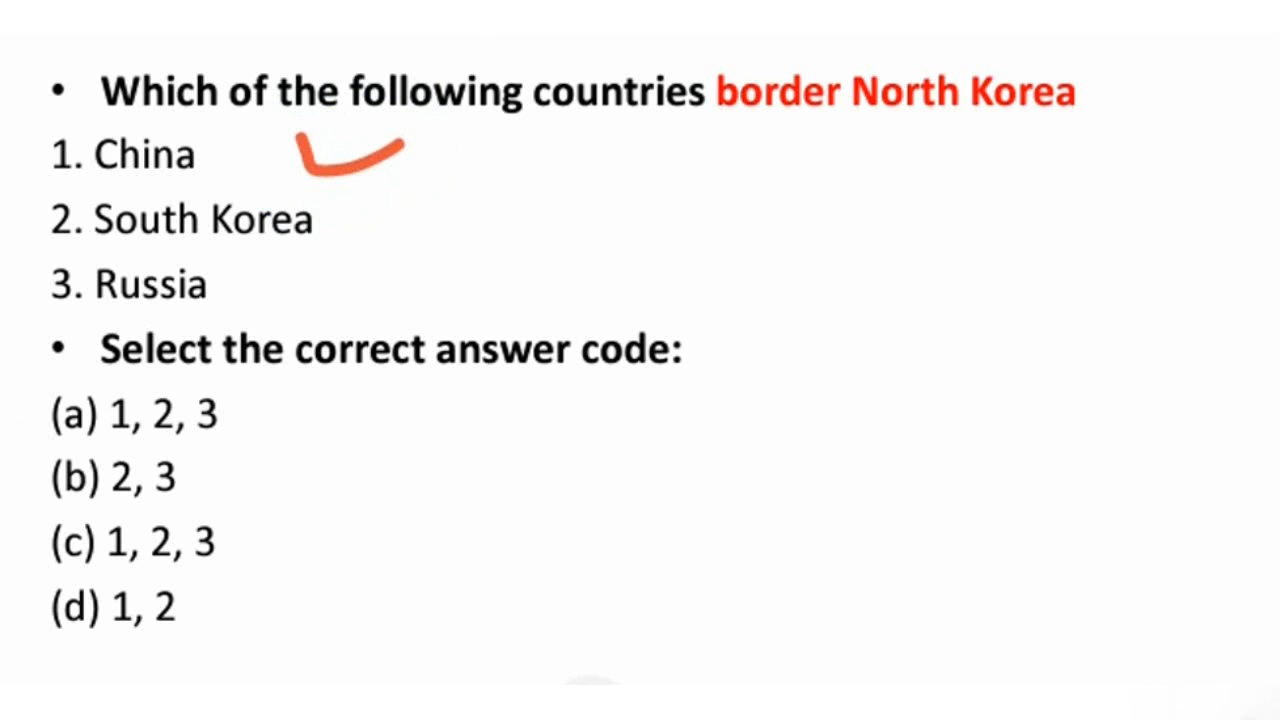 • Which of the following countries border North Korea
1. China
2. South Korea
3. Russia
• Select the correct answer code:
(a) 1, 2, 3
(b) 2, 3
(c) 1, 2, 3
(d) 1, 2